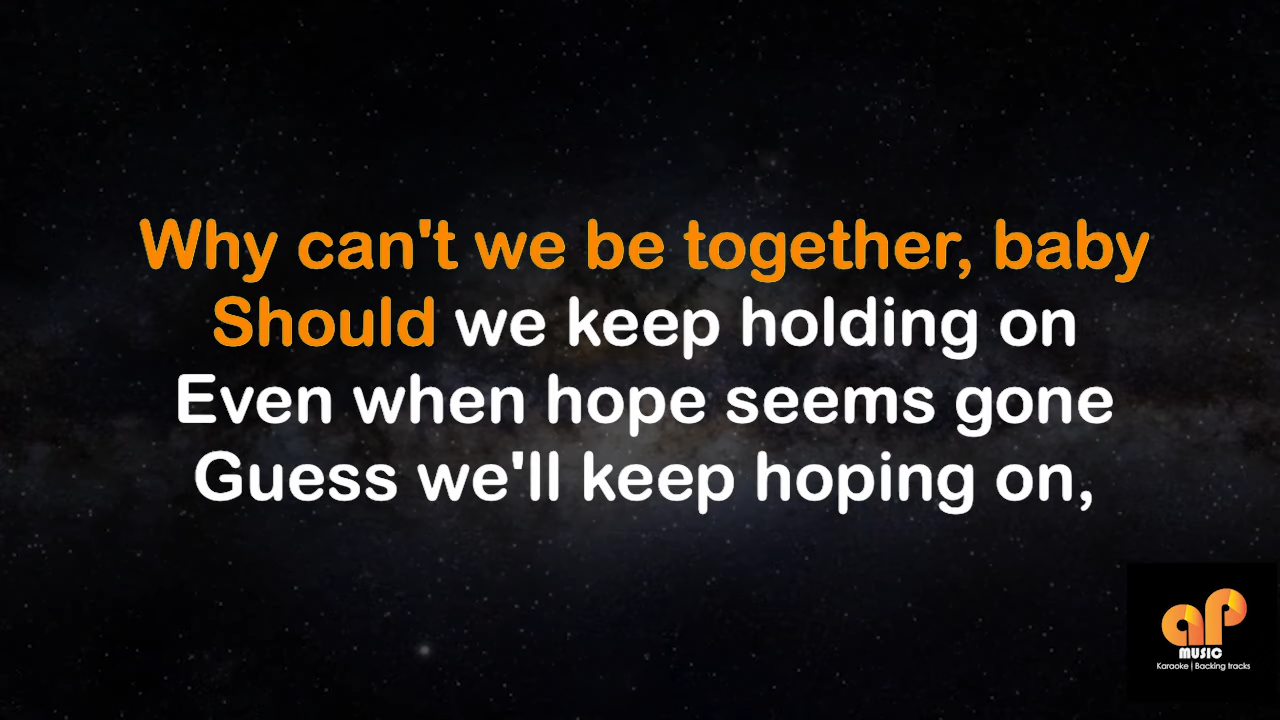 Why can't we be together, baby
Should we keep holding on
Even when hope seems gone
Guess we'll keep hoping on,
aP
MUSIC
Karaoke | Backing tracks